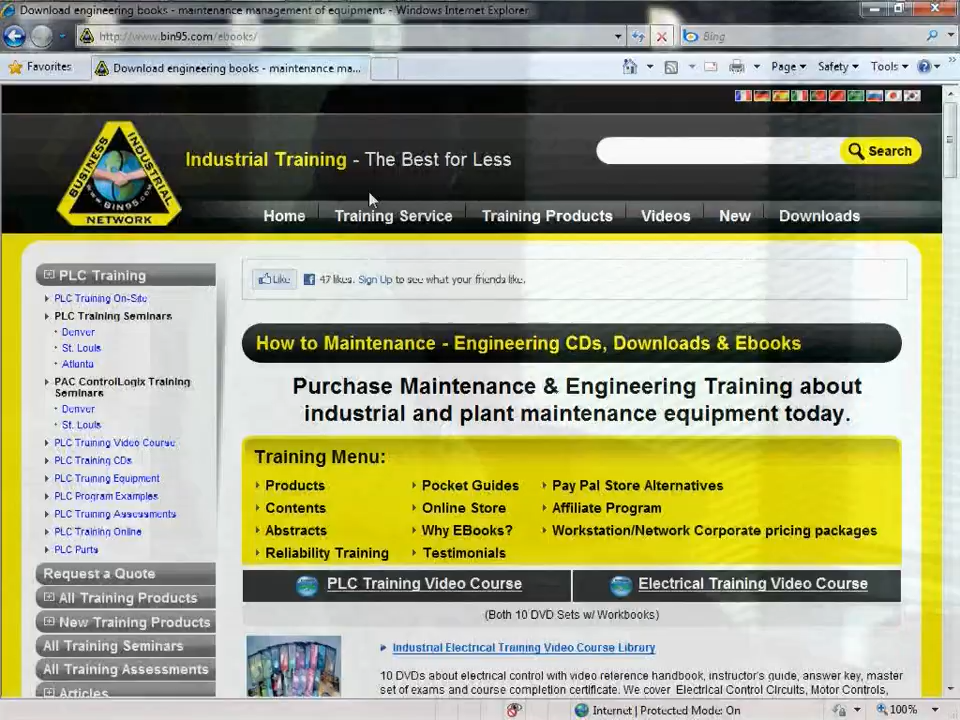 Download engineering books - maintenance management of equipment. - Windows Internet Explorer
http://www.bin95.com/ebooks/
Bing
Favorites
Download engineering books - maintenance ma...
Page
Safety
Tools
BUSINESS INDUSTRIAL NETWORK
www.BIN95.com
Industrial Training - The Best for Less
Search
Home
Training Service
Training Products
Videos
New
Downloads
PLC Training
PLC Training On-Site
PLC Training Seminars
Denver
St. Louis
Atlanta
PAC ControlLogix Training
Seminars
Denver
St. Louis
PLC Training Video Course
PLC Training CDs
PLC Training Equipment
PLC Program Examples
PLC Training Assessments
PLC Training Online
PLC Parts
Request a Quote
All Training Products
New Training Products
All Training Seminars
All Training Assessments
Articles
Like
47 likes. Sign Up to see what your friends like.
How to Maintenance - Engineering CDs, Downloads & Ebooks
Purchase Maintenance & Engineering Training about
industrial and plant maintenance equipment today.
Training Menu:
Products
Pocket Guides
Pay Pal Store Alternatives
Contents
Online Store
Affiliate Program
Abstracts
Why EBooks?
Workstation/Network Corporate pricing packages
Reliability Training
Testimonials
PLC Training Video Course
Electrical Training Video Course
(Both 10 DVD Sets w/ Workbooks)
Industrial Electrical Training Video Course Library
10 DVDs about electrical control with video reference handbook, instructor's guide, answer key, master
set of exams and course completion certificate. We cover Electrical Control Circuits, Motor Controls,
Internet | Protected Mode: On
100%